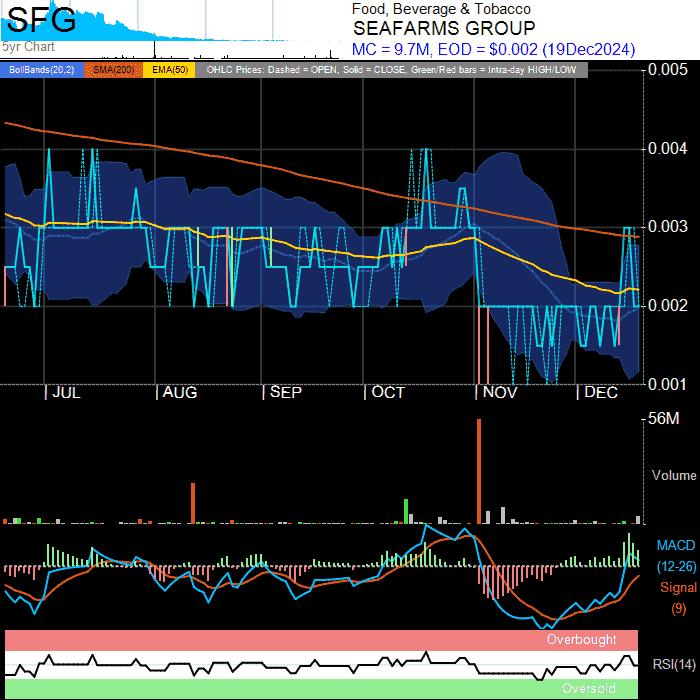 SFG
5yr Chart
Food, Beverage & Tobacco
SEAFARMS GROUP
MC = 9.7M, EOD = $0.002 (19Dec2024)
BollBands(20,2) SMA(200) EMA(50) OHLC Prices: Dashed = OPEN, Solid = CLOSE, Green/Red bars = Intra-day HIGH/LOW
0.005
0.004
0.003
0.002
0.001
JUL AUG SEP OCT NOV DEC
56M
Volume
MACD
(12-26)
Signal
(9)
Overbought
RSI(14)
Oversold